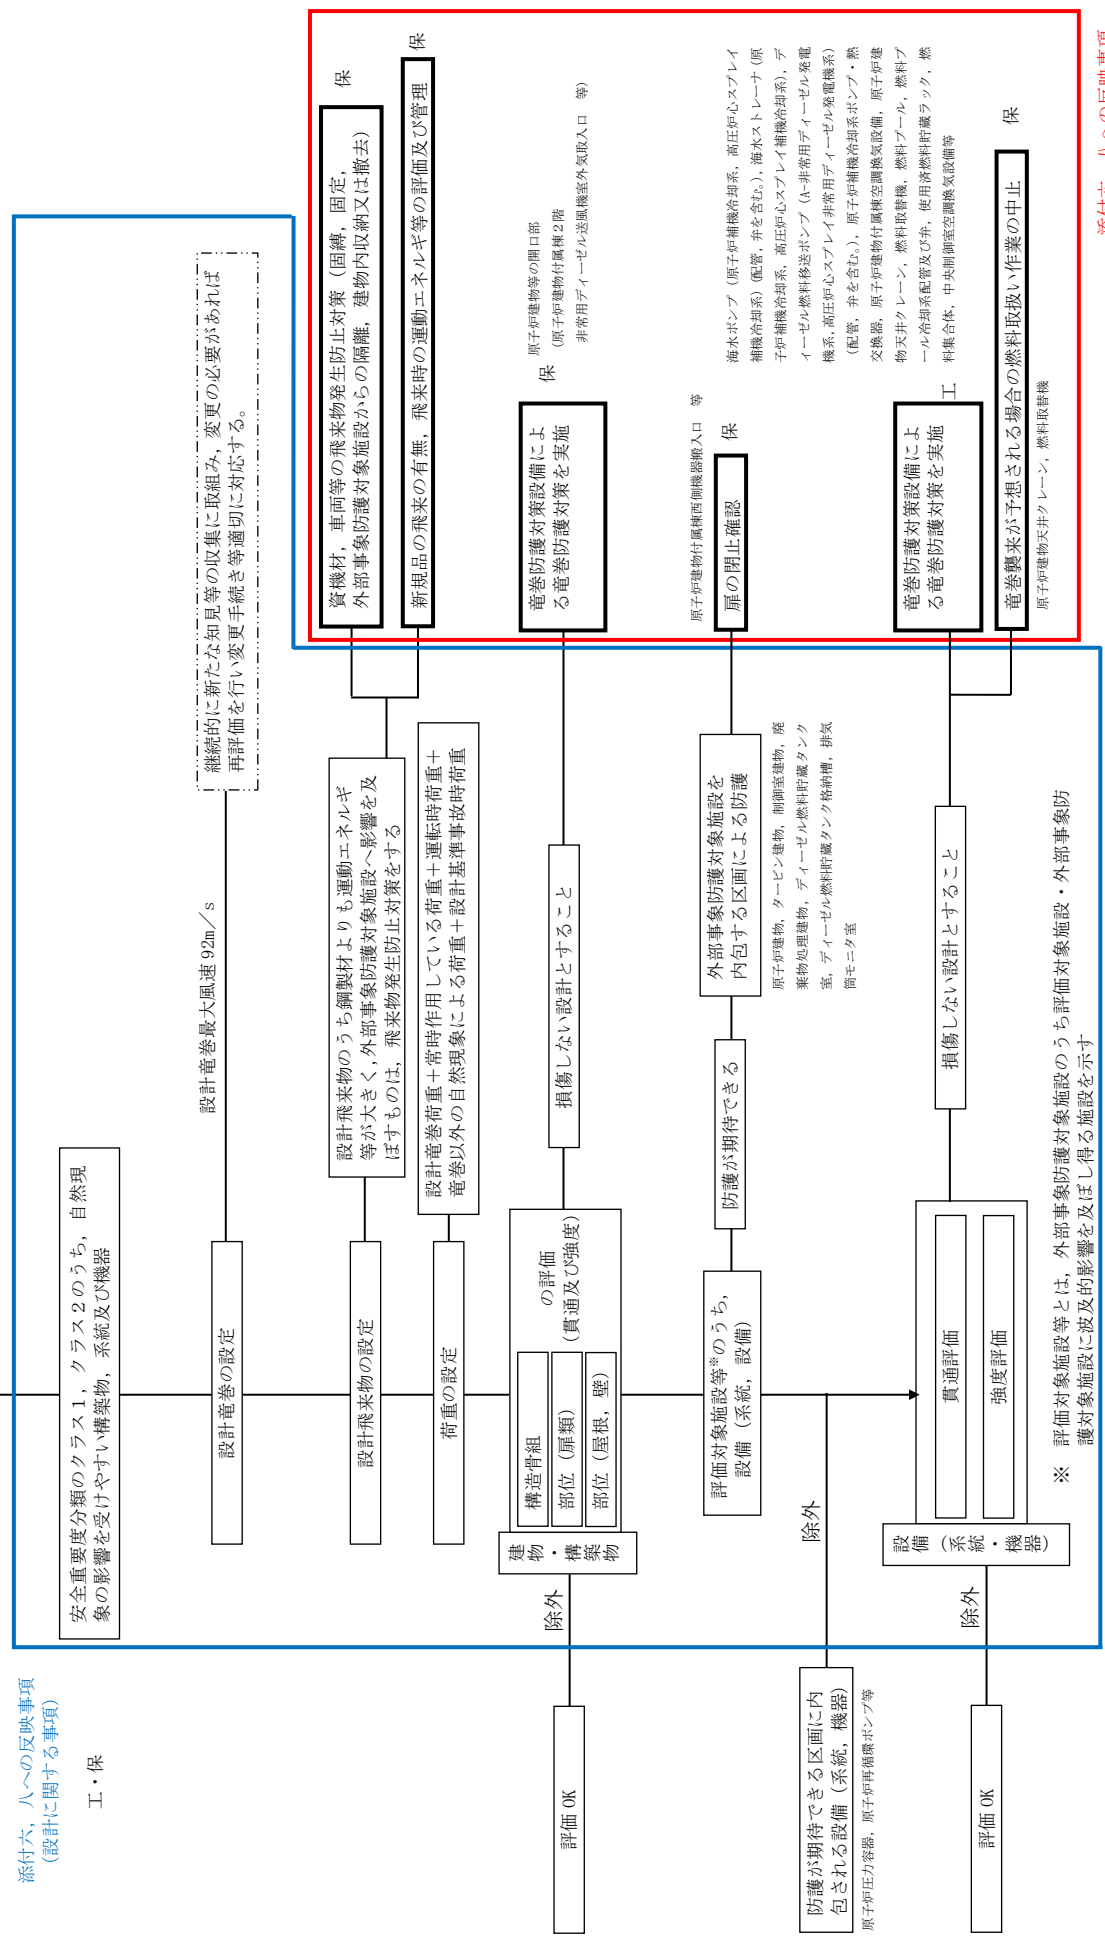 添付六，八への反映事項
（設計に関する事項）
工・保
安全重要度分類のクラス１，クラス２のうち，自然現
象の影響を受けやすい構築物，系統及び機器
設計竜巻の設定
設計竜巻最大風速 92m／s
継続的に新たな知見等の収集に取組み，変更の必要があれば
再評価を行い変更手続き等適切に対応する。
設計飛来物の設定
設計飛来物のうち鋼製材よりも運動エネルギ
等が大きく，外部事象防護対象施設へ影響を及
ぼすものは，飛来物発生防止対策をする
資機材，車両等の飛来物発生防止対策（固縛，固定，
外部事象防護対象施設からの隔離，建物内収納又は撤去）
保
新規品の飛来の有無，飛来時の運動エネルギ等の評価及び管理
保
荷重の設定
設計竜巻荷重＋常時作用している荷重＋運転時荷重＋
竜巻以外の自然現象による荷重＋設計基準事故時荷重
建物・構築物
構造骨組
部位（扉類）
部位（屋根，壁）
の評価
（貫通及び強度）
除外
評価 OK
損傷しない設計とすること
竜巻防護対策設備によ
る竜巻防護対策を実施
保
原子炉建物等の開口部
（原子炉建物付属棟２階
非常用ディーゼル送風機室外気取入口　等）
評価対象施設等※のうち，
設備（系統，設備）
防護が期待できる
外部事象防護対象施設を
内包する区画による防護
原子炉建物，タービン建物，制御室建物，廃
棄物処理建物，ディーゼル燃料貯蔵タンク
室，ディーゼル燃料貯蔵タンク格納槽，排気
筒モニタ室
原子炉建物付属棟西側機器搬入口　等
扉の閉止確認
保
除外
防護が期待できる区画に内
包される設備（系統，機器）
原子炉圧力容器，原子炉再循環ポンプ等
海水ポンプ（原子炉補機冷却系，高圧炉心スプレイ
補機冷却系）（配管，弁を含む。），海水ストレーナ（原
子炉補機冷却系，高圧炉心スプレイ補機冷却系），デ
ィーゼル燃料移送ポンプ（A-非常用ディーゼル発電
機系，高圧炉心スプレイ非常用ディーゼル発電機系）
（配管，弁を含む。），原子炉補機冷却系ポンプ・熱
交換器，原子炉建物付属棟空調換気設備，原子炉建
物天井クレーン，燃料取替機，燃料プール，燃料プ
ール冷却系配管及び弁，使用済燃料貯蔵ラック，燃
料集合体，中央制御室空調換気設備等
設備（系統・機器）
貫通評価
強度評価
除外
評価 OK
損傷しない設計とすること
竜巻防護対策設備によ
る竜巻防護対策を実施
工
竜巻襲来が予想される場合の燃料取扱い作業の中止
保
原子炉建物天井クレーン，燃料取替機
※　評価対象施設等とは，外部事象防護対象施設のうち評価対象施設・外部事象防
護対象施設に波及的影響を及ぼし得る施設を示す